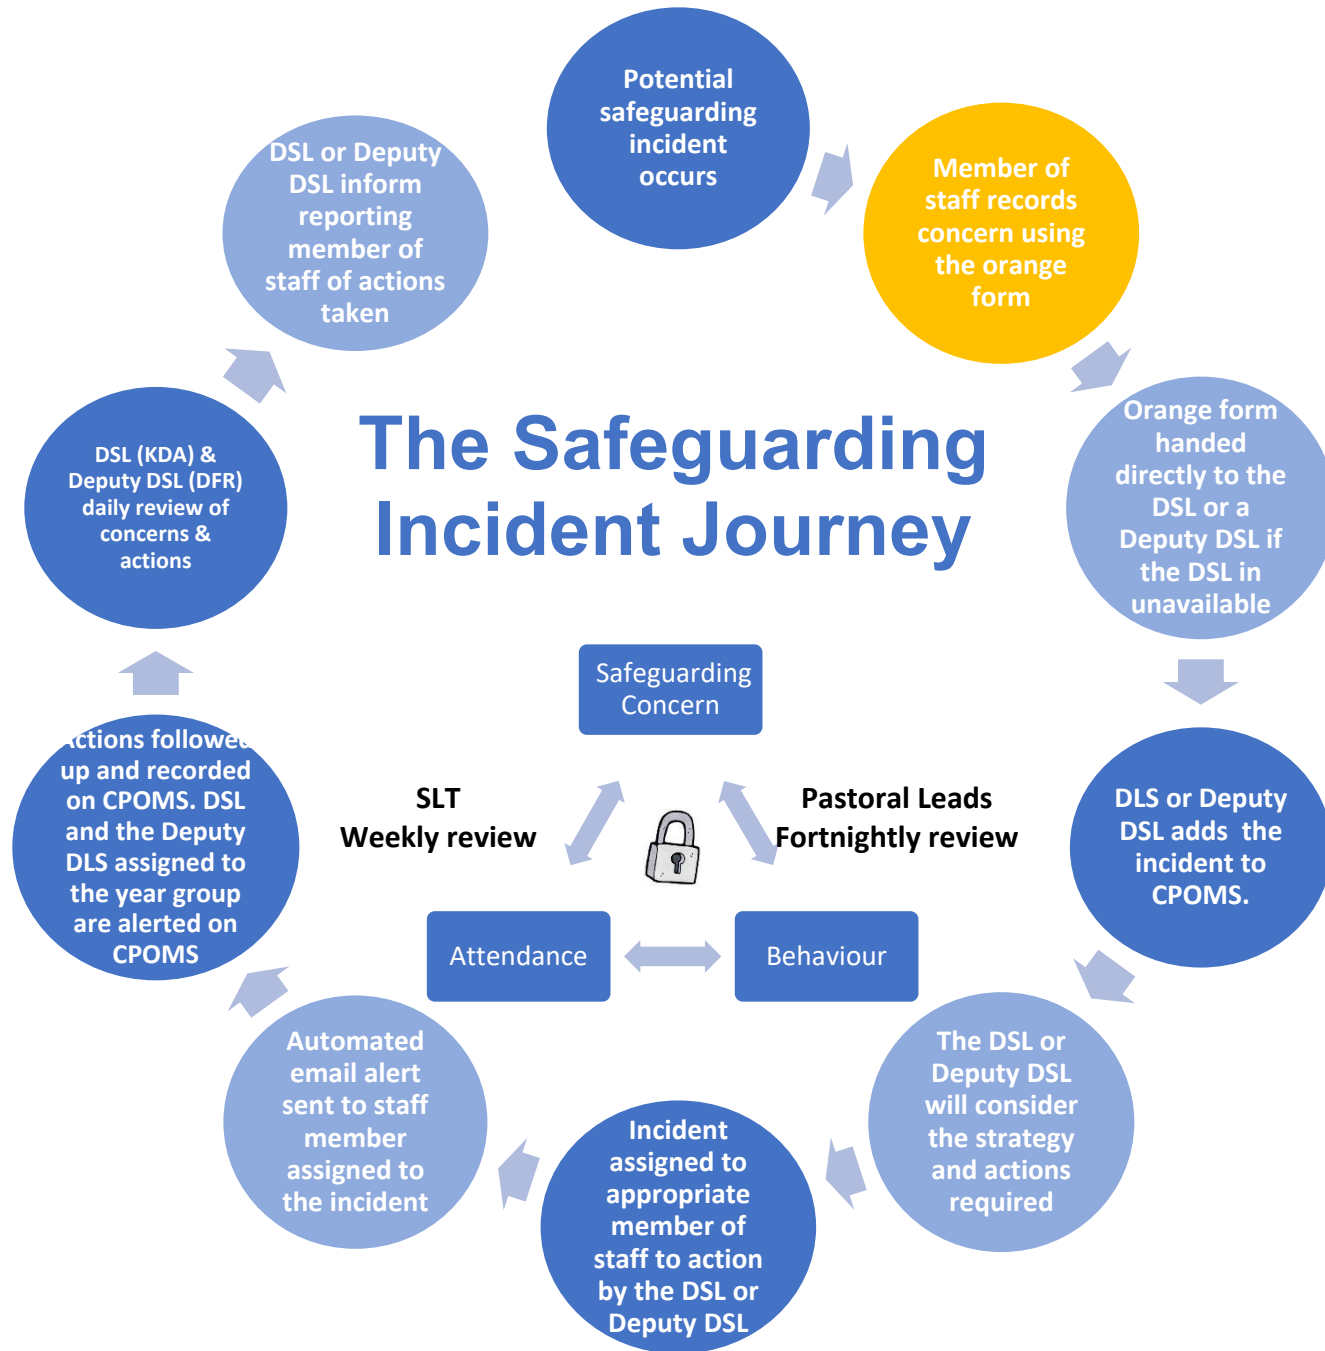 The Safeguarding
Incident Journey
Potential
safeguarding
incident
occurs
Member of
staff records
concern using
the orange
form
Orange form
handed
directly to the
DSL or a
Deputy DSL if
the DSL in
unavailable
DLS or Deputy
DSL adds  the
incident to
CPOMS.
The DSL or
Deputy DSL
will consider
the strategy
and actions
required
Incident
assigned to
appropriate
member of
staff to action
by the DSL or
Deputy DSL
Automated
email alert
sent to staff
member
assigned to
the incident
Actions followed
up and recorded
on CPOMS. DSL
and the Deputy
DLS assigned to
the year group
are alerted on
CPOMS
DSL (KDA) &
Deputy DSL (DFR)
daily review of
concerns &
actions
DSL or Deputy
DSL inform
reporting
member of
staff of actions
taken
Safeguarding
Concern
SLT
Weekly review
Pastoral Leads
Fortnightly review
Attendance
Behaviour